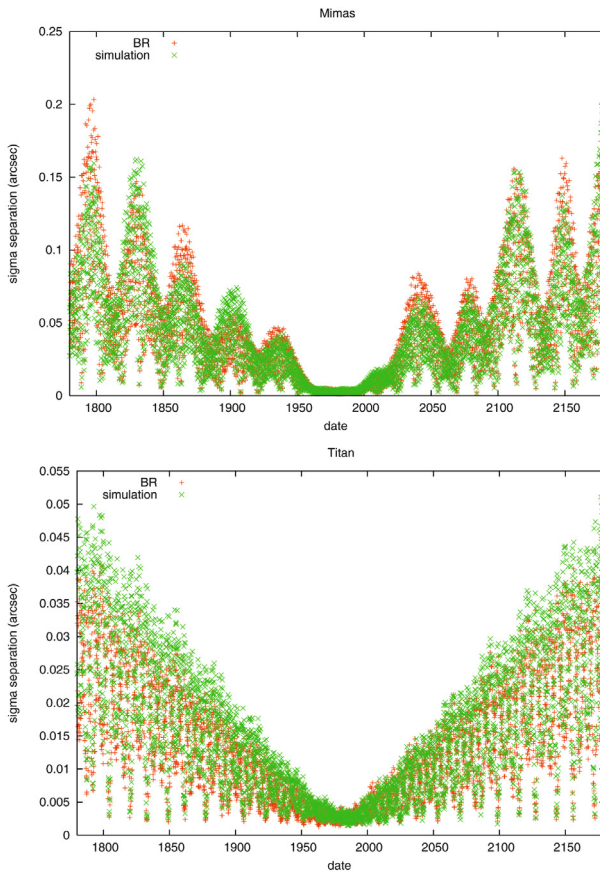 Mimas
0.25
BR
simulation
0.2
0.15
0.1
0.05
0
sigma separation (arcsec)
1800 1850 1900 1950 2000 2050 2100 2150
date
Titan
0.055
BR
simulation
0.05
0.045
0.04
0.035
0.03
0.025
0.02
0.015
0.01
0.005
0
sigma separation (arcsec)
1800 1850 1900 1950 2000 2050 2100 2150
date